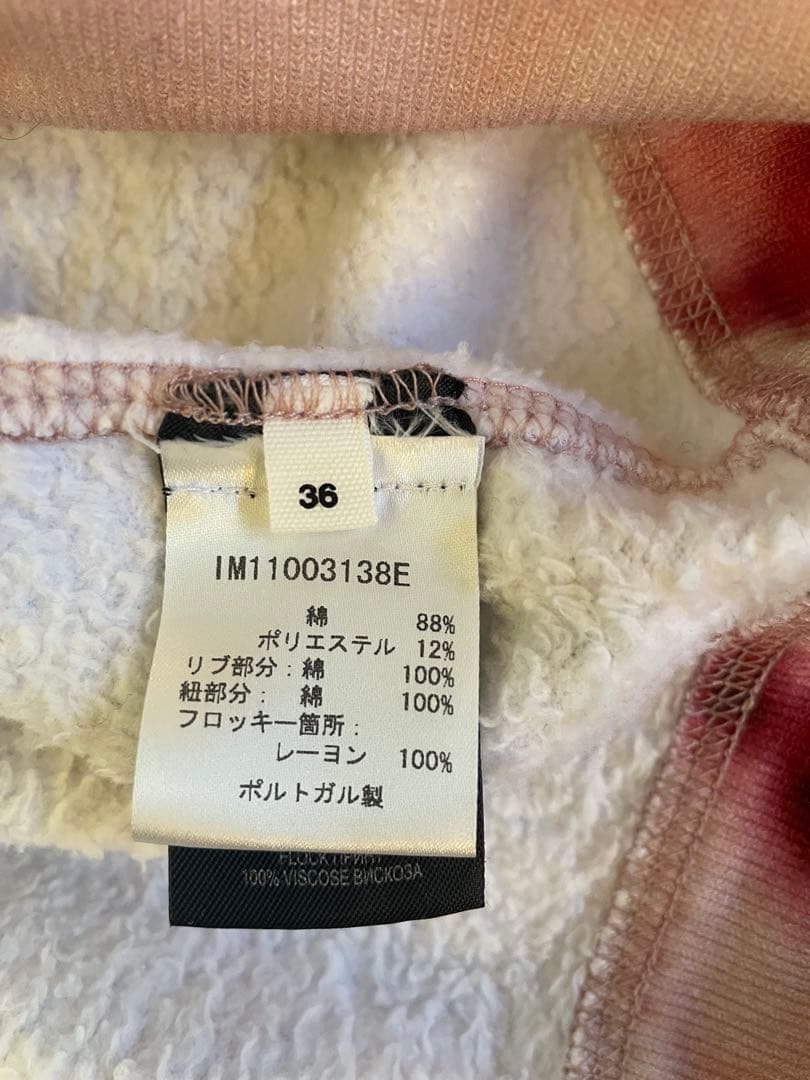 36
IM11003138E
綿 88%
ポリエステル 12%
リブ部分：綿 100%
紐部分：綿 100%
フロッキー箇所：
レーヨン 100%
ポルトガル製
FLOCK ПРИНТ
100% VISCOSE ВИСКОЗА